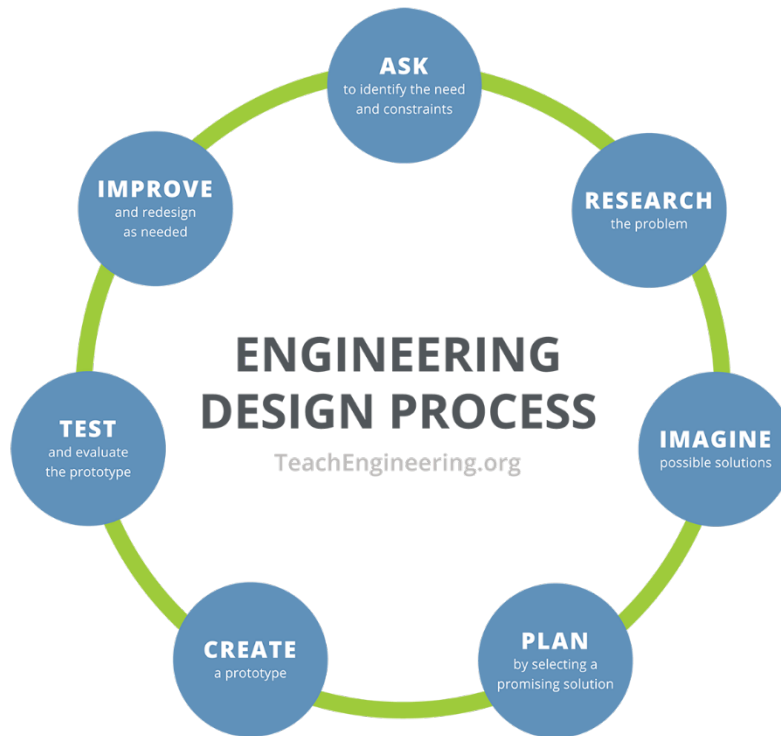 ASK
to identify the need
and constraints
RESEARCH
the problem
IMAGINE
possible solutions
PLAN
by selecting a
promising solution
CREATE
a prototype
TEST
and evaluate
the prototype
IMPROVE
and redesign
as needed
ENGINEERING
DESIGN PROCESS
TeachEngineering.org